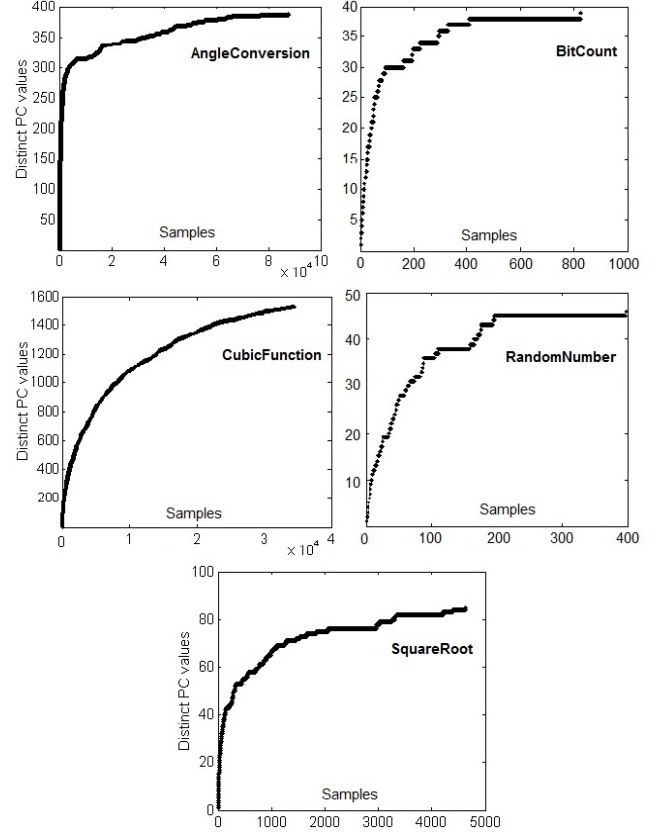 400
350
300
250
200
150
100
50
Distinct PC values
AngleConversion
Samples
0 2 4 6 8 10
× 10⁴
40
35
30
25
20
15
10
5
BitCount
Samples
0 200 400 600 800 1000
1600
1400
1200
1000
800
600
400
200
Distinct PC values
CubicFunction
Samples
0 1 2 3 4
× 10⁴
50
40
30
20
10
RandomNumber
Samples
0 100 200 300 400
100
80
60
40
20
0
Distinct PC values
SquareRoot
Samples
0 1000 2000 3000 4000 5000